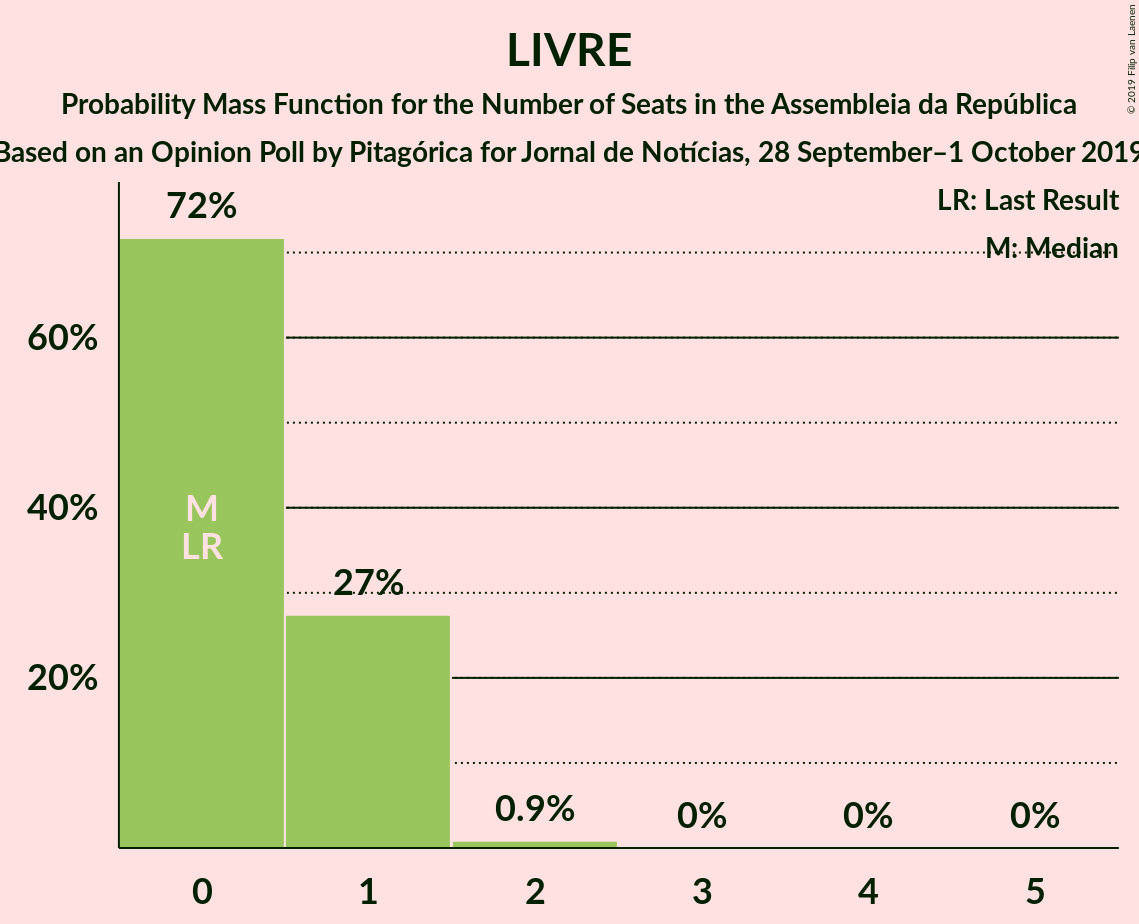 LIVRE
Probability Mass Function for the Number of Seats in the Assembleia da República
Based on an Opinion Poll by Pitagórica for Jornal de Notícias, 28 September–1 October 2019
© 2019 Filip van Laenen
LR: Last Result
M: Median
72%
60%
40%
20%
M
LR
27%
0.9%
0%
0%
0%
0
1
2
3
4
5